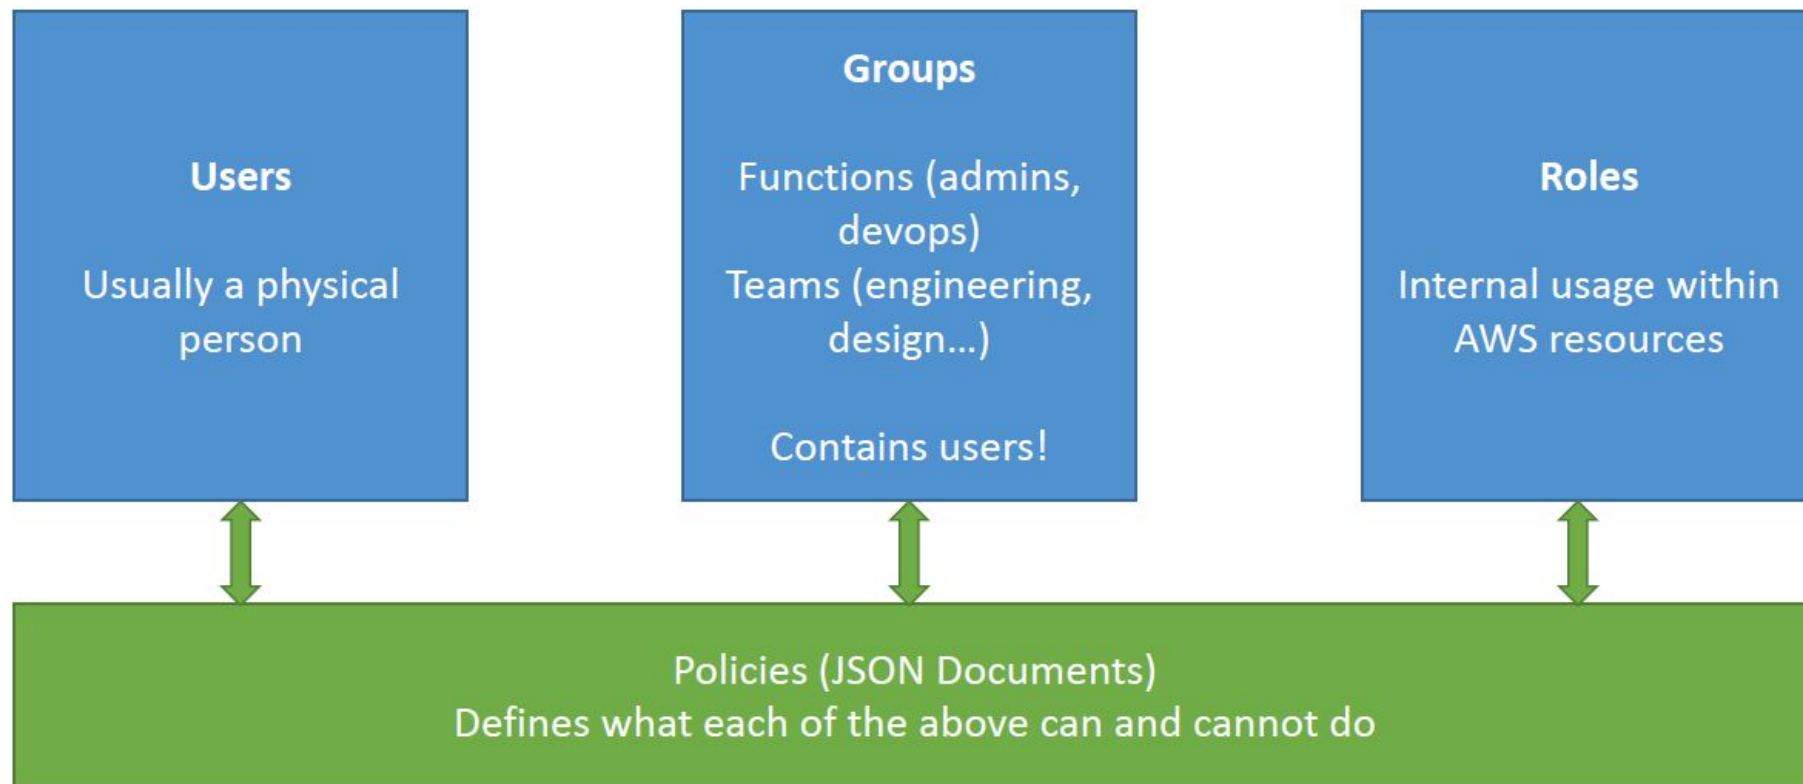 Users
Usually a physical
person
Groups
Functions (admins,
devops)
Teams (engineering,
design…)
Contains users!
Roles
Internal usage within
AWS resources
Policies (JSON Documents)
Defines what each of the above can and cannot do